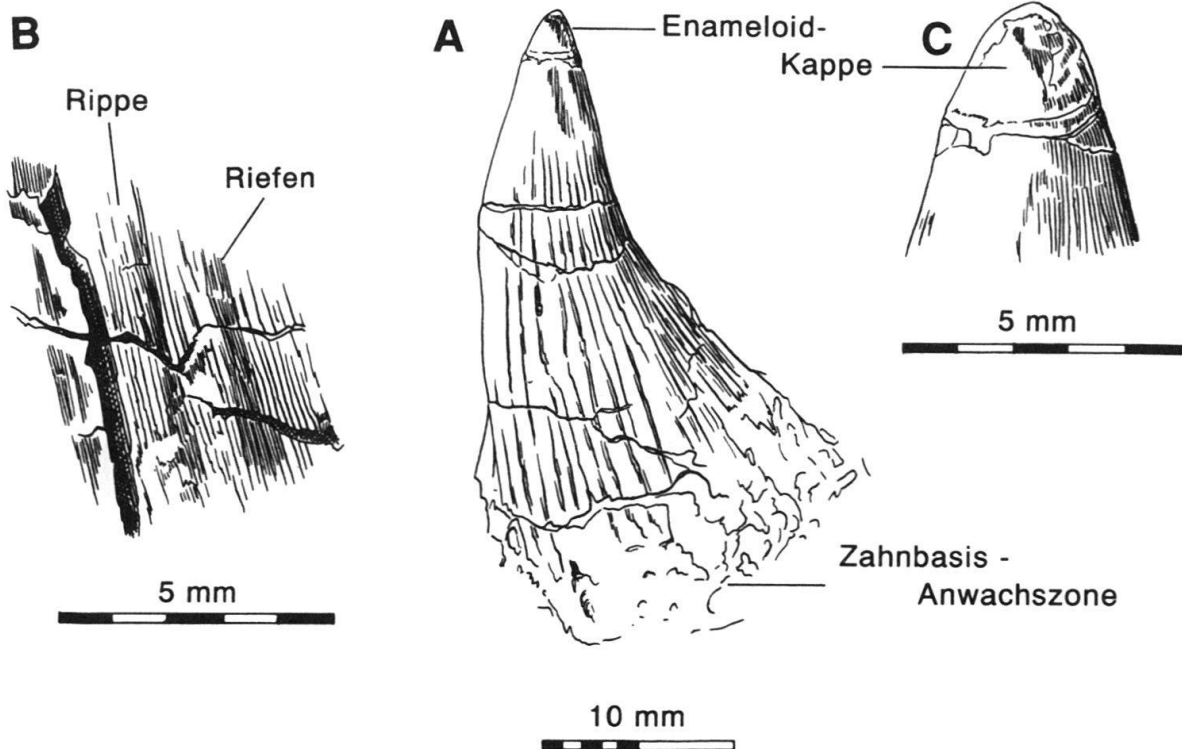 B
Rippe
Riefen
5 mm
A
Enameloid-
Kappe
C
5 mm
Zahnbasis -
Anwachszone
10 mm